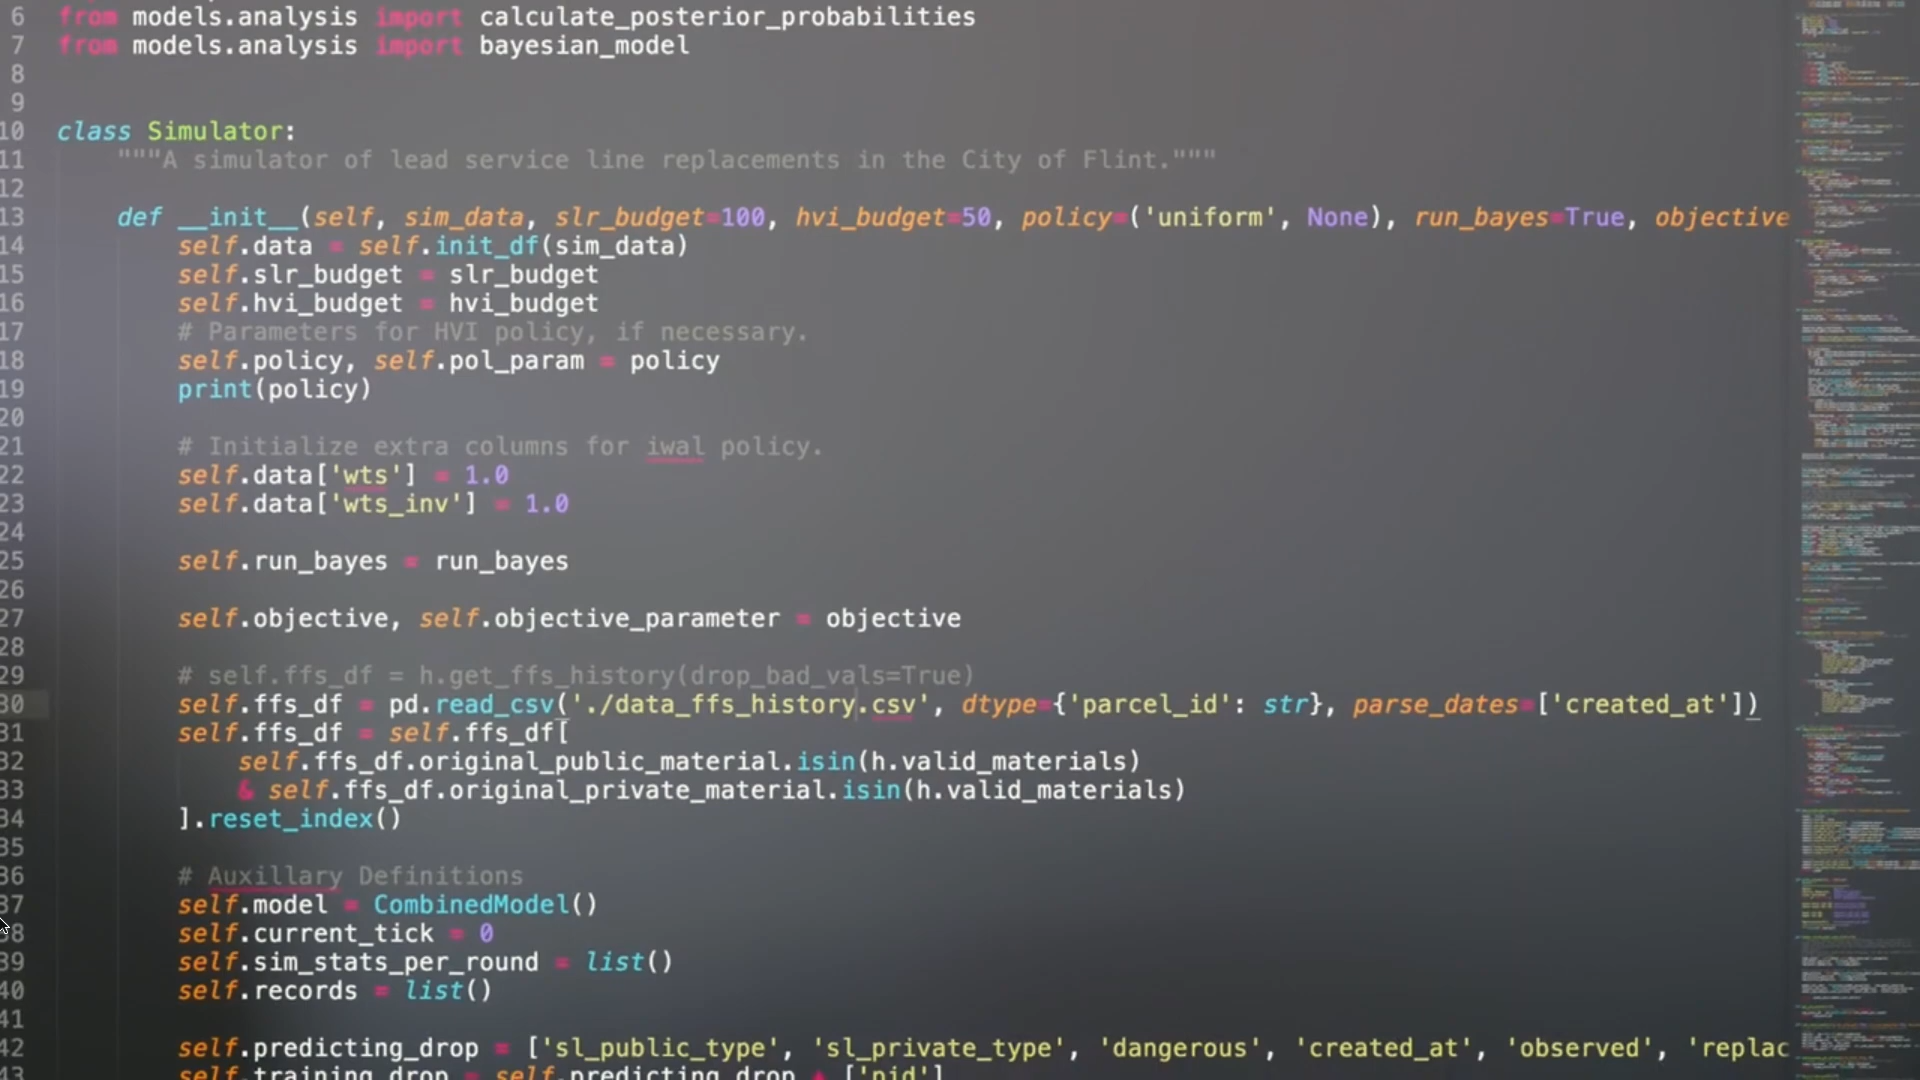 6 from models.analysis import calculate_posterior_probabilities
7 from models.analysis import bayesian_model
8
9
10 class Simulator:
11 """A simulator of lead service line replacements in the City of Flint."""
12
13 def __init__(self, sim_data, slr_budget=100, hvi_budget=50, policy=('uniform', None), run_bayes=True, objective
14 self.data = self.init_df(sim_data)
15 self.slr_budget = slr_budget
16 self.hvi_budget = hvi_budget
17 # Parameters for HVI policy, if necessary.
18 self.policy, self.pol_param = policy
19 print(policy)
20
21 # Initialize extra columns for iwal policy.
22 self.data['wts'] = 1.0
23 self.data['wts_inv'] = 1.0
24
25 self.run_bayes = run_bayes
26
27 self.objective, self.objective_parameter = objective
28
29 # self.ffs_df = h.get_ffs_history(drop_bad_vals=True)
30 self.ffs_df = pd.read_csv('./data_ffs_history.csv', dtype={'parcel_id': str}, parse_dates=['created_at'])
31 self.ffs_df = self.ffs_df[
32 self.ffs_df.original_public_material.isin(h.valid_materials)
33 & self.ffs_df.original_private_material.isin(h.valid_materials)
34 ].reset_index()
35
36 # Auxillary Definitions
37 self.model = CombinedModel()
38 self.current_tick = 0
39 self.sim_stats_per_round = list()
40 self.records = list()
41
42 self.predicting_drop = ['sl_public_type', 'sl_private_type', 'dangerous', 'created_at', 'observed', 'replac
43 self.training_drop = self.predicting_drop + ['pid']